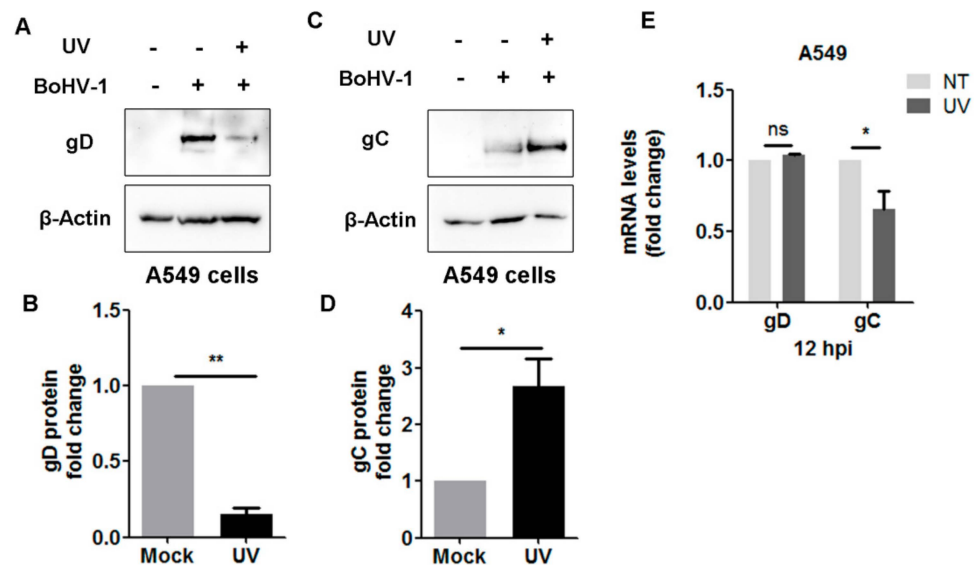 A
UV - - +
BoHV-1 - + +
gD
β-Actin
A549 cells
B
1.5
1.0
0.5
0.0
gD protein
fold change
**
Mock UV
C
UV - - +
BoHV-1 - + +
gC
β-Actin
A549 cells
D
4
3
2
1
0
gC protein
fold change
*
Mock UV
E
A549
NT
UV
1.5
1.0
0.5
0.0
mRNA levels
(fold change)
ns
*
gD gC
12 hpi